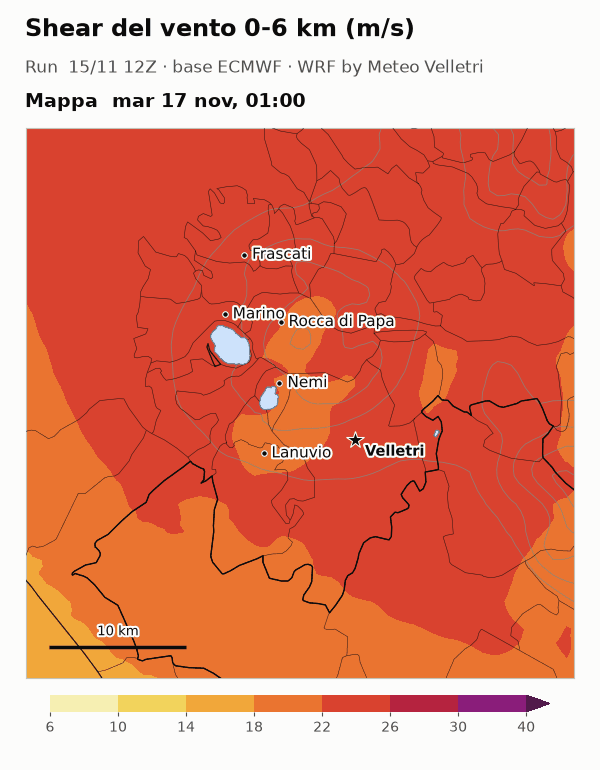 Shear del vento 0-6 km (m/s)
Run  15/11 12Z · base ECMWF · WRF by Meteo Velletri
Mappa  mar 17 nov, 01:00
Frascati
Marino
Rocca di Papa
Nemi
Velletri
Lanuvio
10 km
6 10 14 18 22 26 30 40